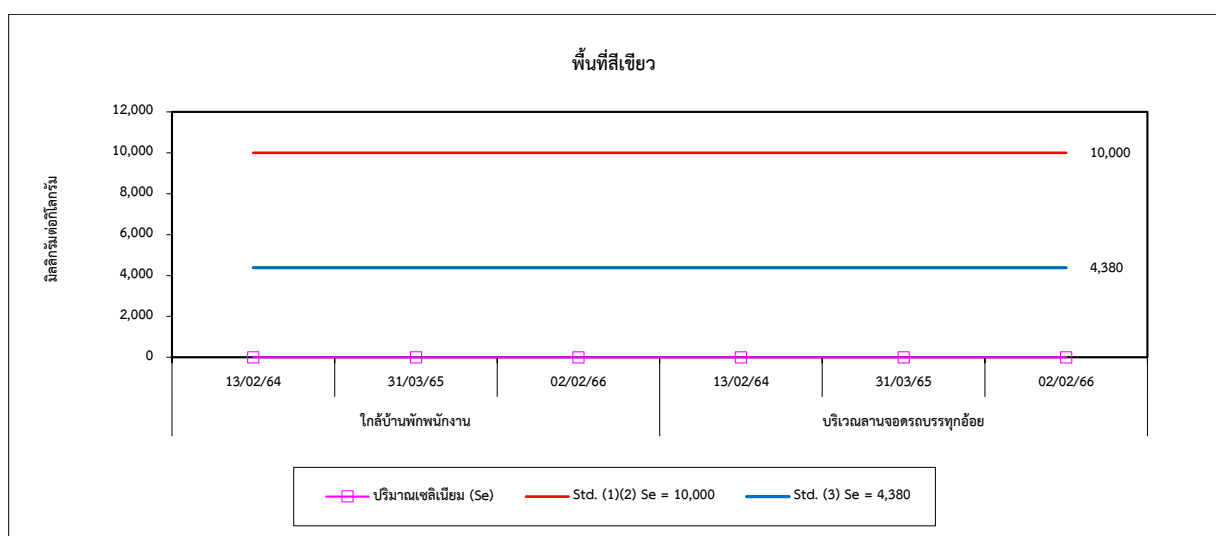 พื้นที่สีเขียว
มิลลิกรัมต่อกิโลกรัม
12,000
10,000
8,000
6,000
4,000
2,000
0
10,000
4,380
13/02/64 31/03/65 02/02/66 13/02/64 31/03/65 02/02/66
ใกล้บ้านพักพนักงาน บริเวณลานจอดรถบรรทุกอ้อย
ปริมาณเซลิเนียม (Se) Std. (1)(2) Se = 10,000 Std. (3) Se = 4,380